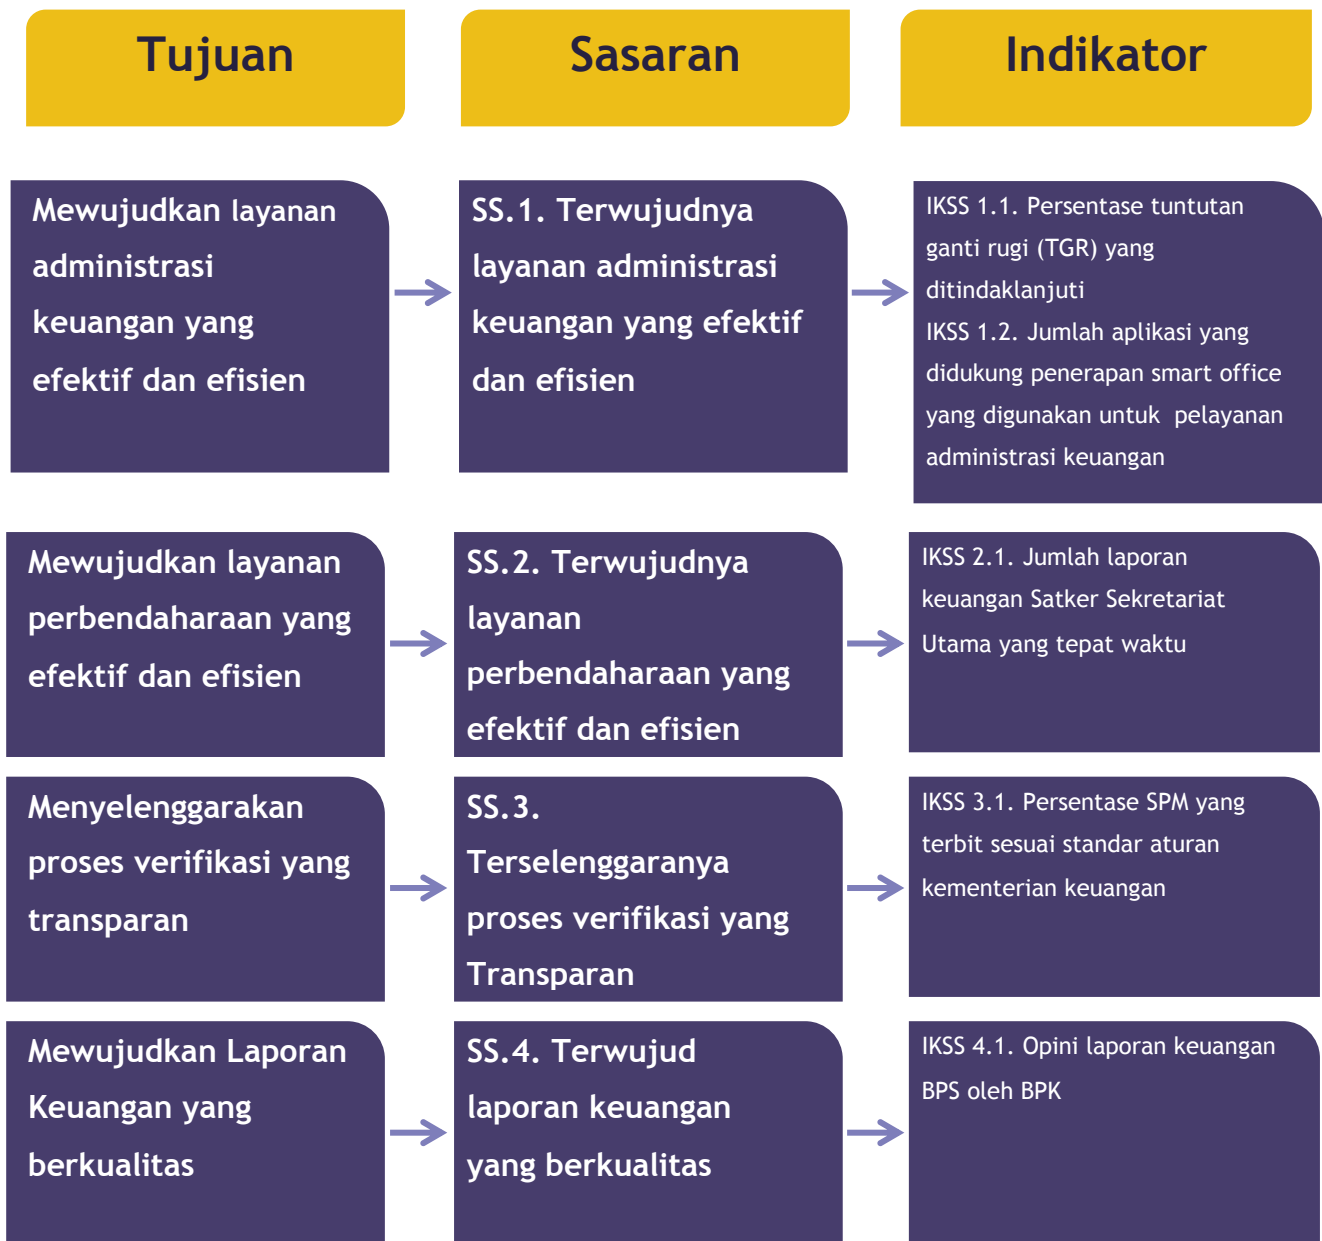 Tujuan
Sasaran
Indikator
Mewujudkan layanan
administrasi
keuangan yang
efektif dan efisien
SS.1. Terwujudnya
layanan administrasi
keuangan yang efektif
dan efisien
IKSS 1.1. Persentase tuntutan
ganti rugi (TGR) yang
ditindaklanjuti
IKSS 1.2. Jumlah aplikasi yang
didukung penerapan smart office
yang digunakan untuk pelayanan
administrasi keuangan
Mewujudkan layanan
perbendaharaan yang
efektif dan efisien
SS.2. Terwujudnya
layanan
perbendaharaan yang
efektif dan efisien
IKSS 2.1. Jumlah laporan
keuangan Satker Sekretariat
Utama yang tepat waktu
Menyelenggarakan
proses verifikasi yang
transparan
SS.3.
Terselenggaranya
proses verifikasi yang
Transparan
IKSS 3.1. Persentase SPM yang
terbit sesuai standar aturan
kementerian keuangan
Mewujudkan Laporan
Keuangan yang
berkualitas
SS.4. Terwujud
laporan keuangan
yang berkualitas
IKSS 4.1. Opini laporan keuangan
BPS oleh BPK